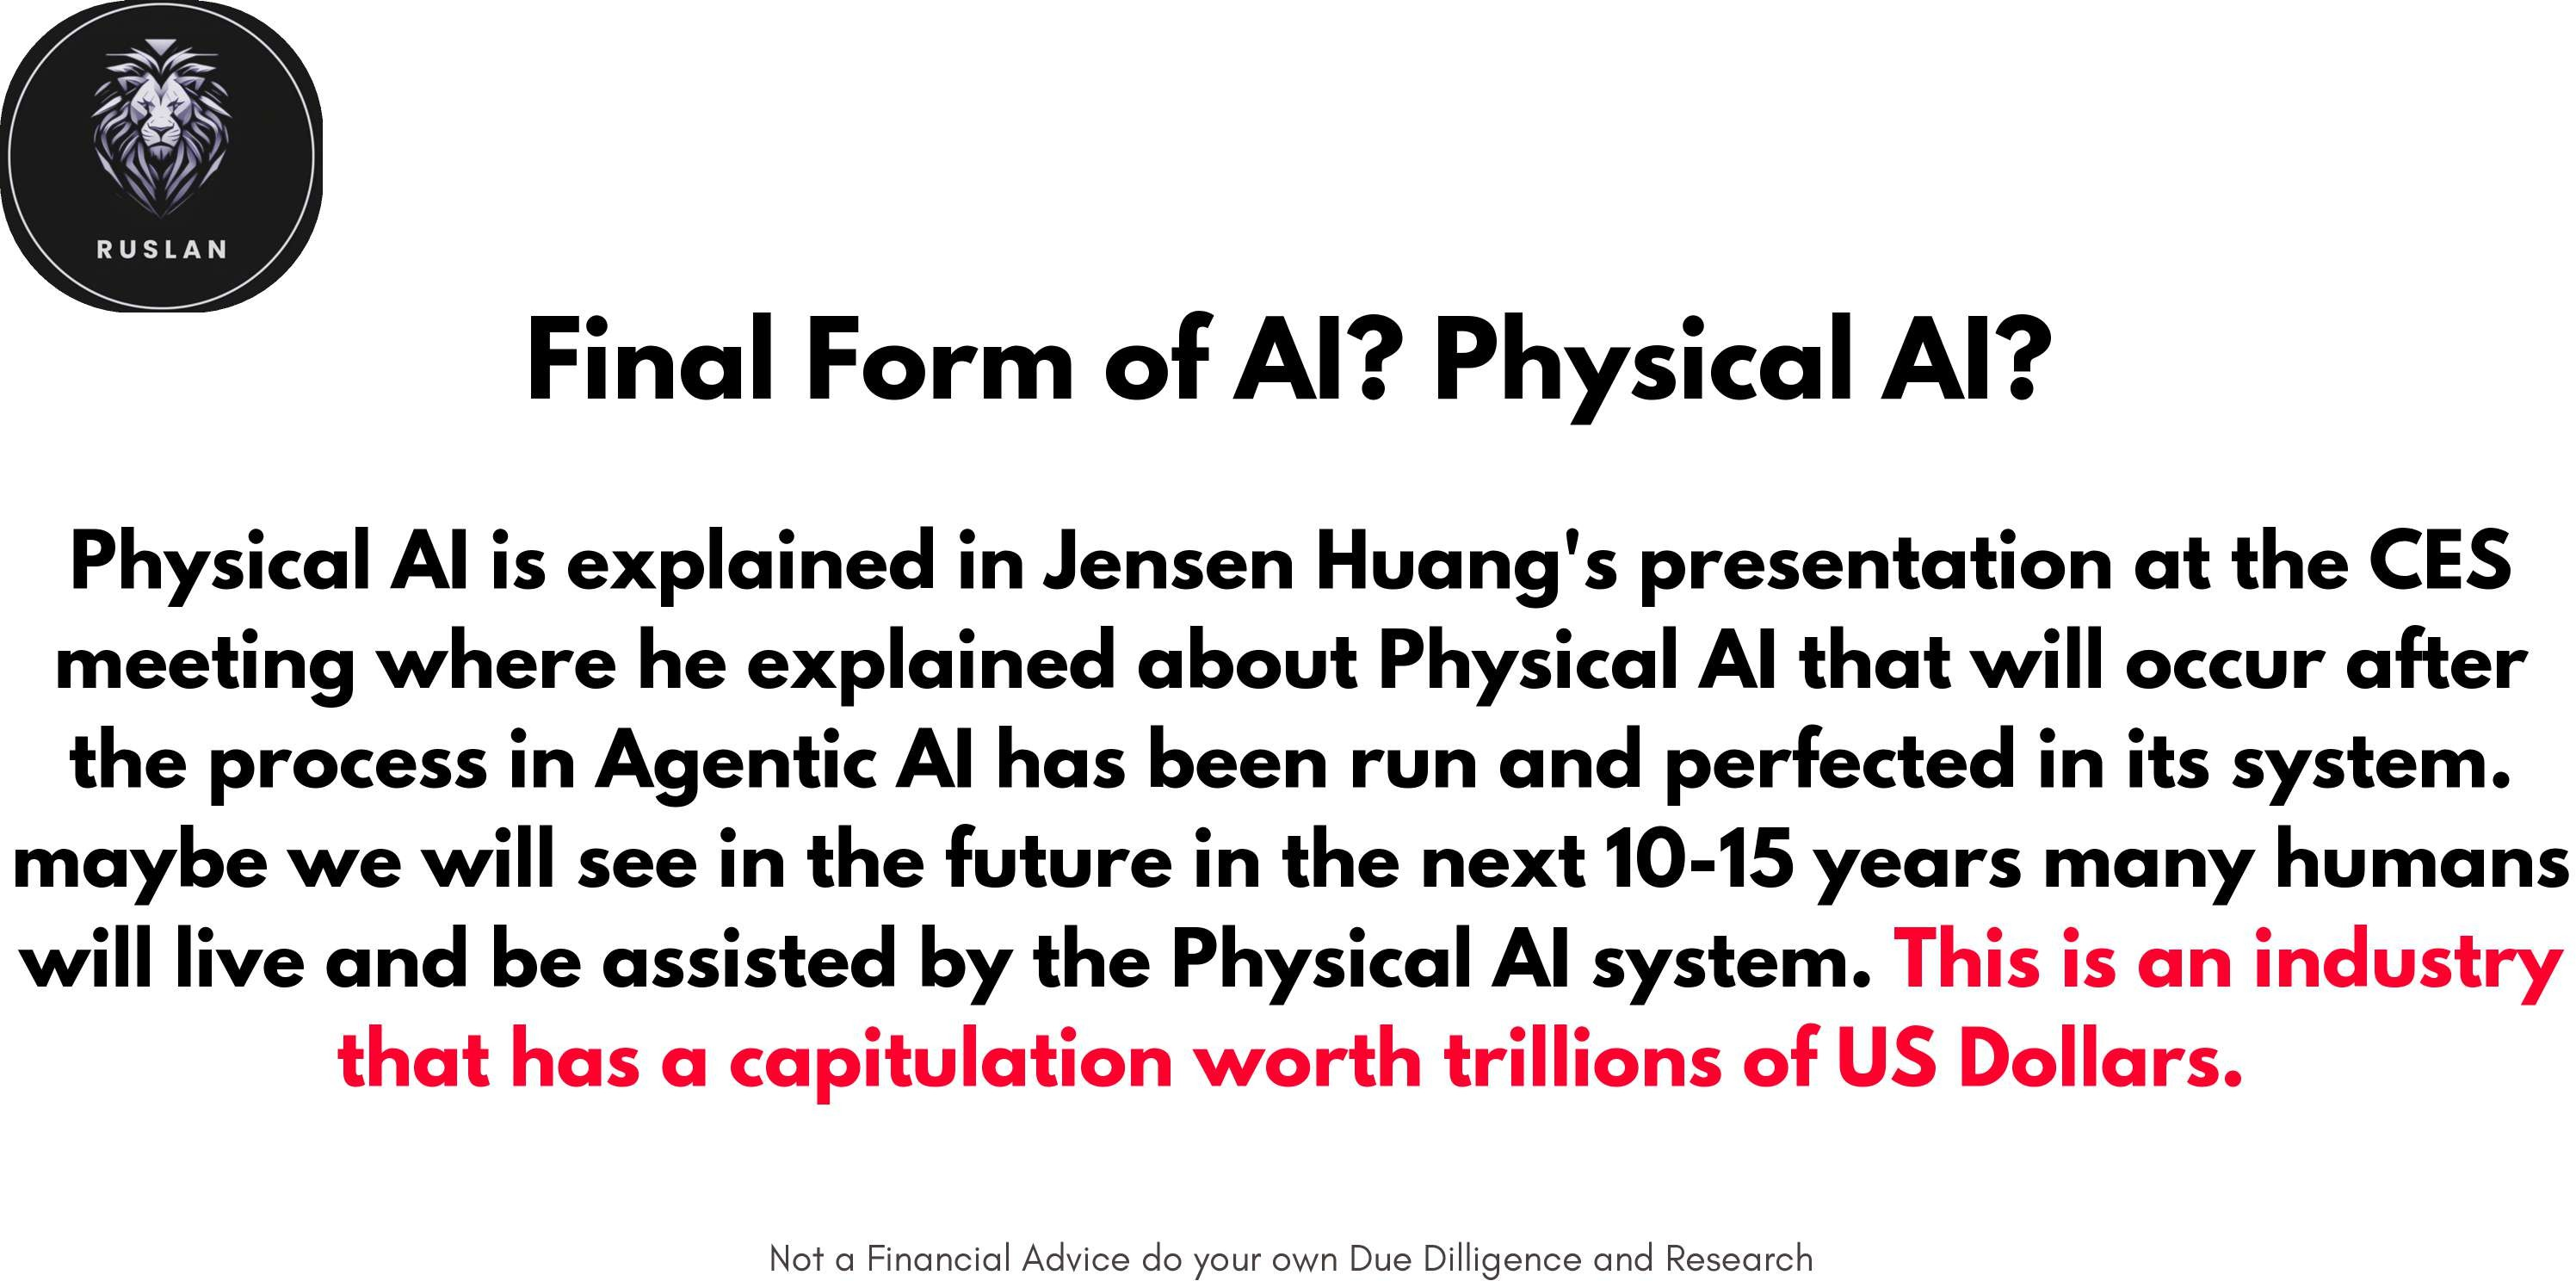 RUSLAN
Final Form of AI? Physical AI?
Physical AI is explained in Jensen Huang's presentation at the CES
meeting where he explained about Physical AI that will occur after
the process in Agentic AI has been run and perfected in its system.
maybe we will see in the future in the next 10-15 years many humans
will live and be assisted by the Physical AI system. This is an industry
that has a capitulation worth trillions of US Dollars.
Not a Financial Advice do your own Due Dilligence and Research